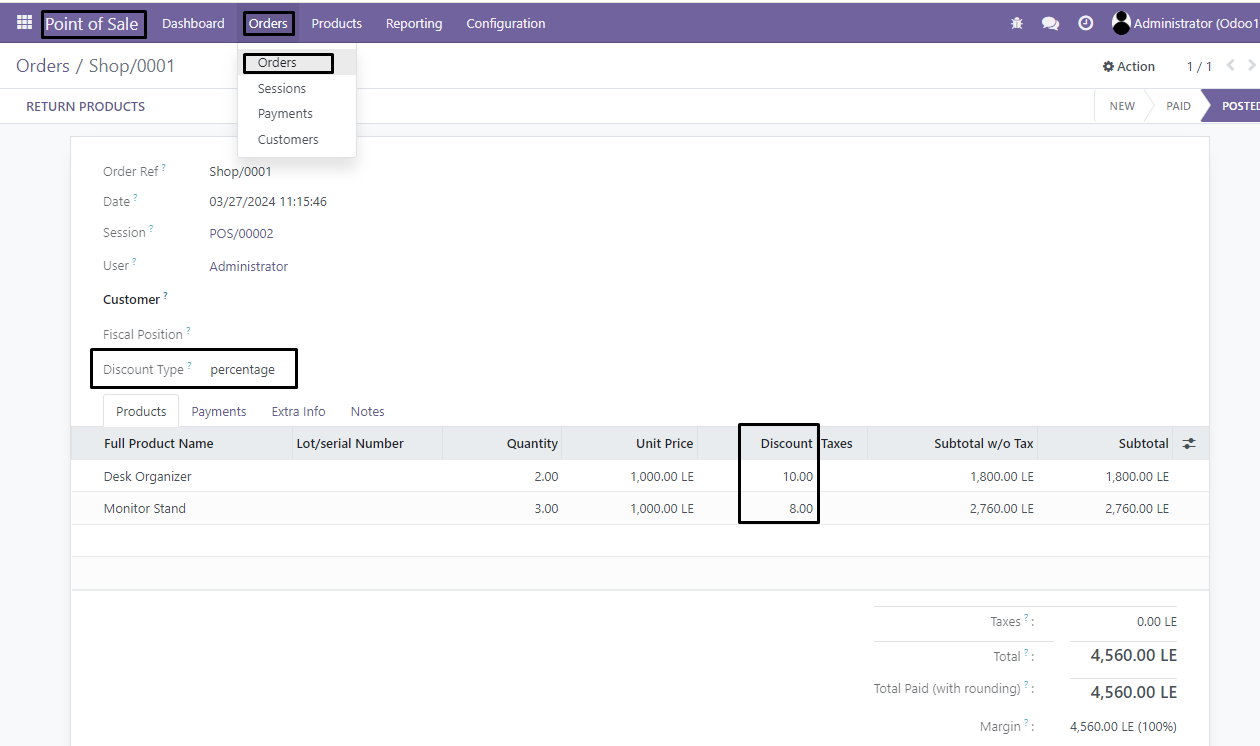 Point of Sale Dashboard Orders Products Reporting Configuration Administrator (Odoo1
Orders
Sessions
Payments
Customers
Orders / Shop/0001 Action 1 / 1
RETURN PRODUCTS NEW PAID POSTED
Order Ref ? Shop/0001
Date ? 03/27/2024 11:15:46
Session ? POS/00002
User ? Administrator
Customer ?
Fiscal Position ?
Discount Type ? percentage
Products Payments Extra Info Notes
Full Product Name Lot/serial Number Quantity Unit Price Discount Taxes Subtotal w/o Tax Subtotal
Desk Organizer 2.00 1,000.00 LE 10.00 1,800.00 LE 1,800.00 LE
Monitor Stand 3.00 1,000.00 LE 8.00 2,760.00 LE 2,760.00 LE
Taxes ? : 0.00 LE
Total ? : 4,560.00 LE
Total Paid (with rounding) ? : 4,560.00 LE
Margin ? : 4,560.00 LE (100%)